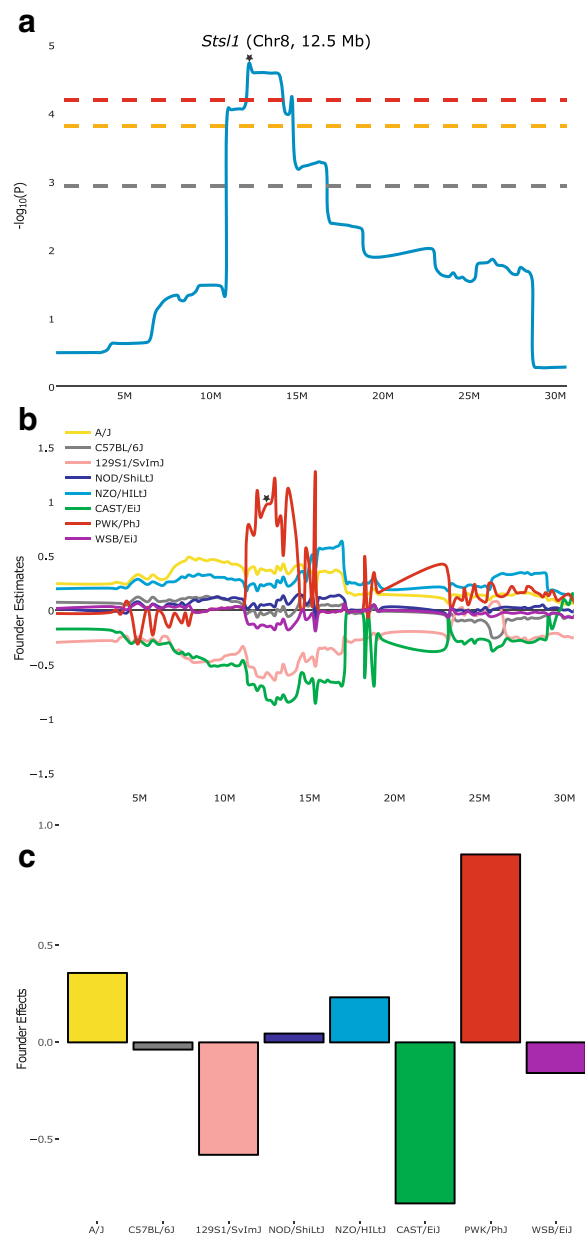 a
Stsl1 (Chr8, 12.5 Mb)
5
4
3
2
1
0
-log10(P)
5M 10M 15M 20M 25M 30M
b
A/J
C57BL/6J
129S1/SvImJ
NOD/ShiLtJ
NZO/HILtJ
CAST/EiJ
PWK/PhJ
WSB/EiJ
1.5
1
0.5
0
−0.5
−1
−1.5
Founder Estimates
5M 10M 15M 20M 25M 30M
c
1.0
0.5
0.0
−0.5
Founder Effects
A/J C57BL/6J 129S1/SvImJ NOD/ShiLtJ NZO/HILtJ CAST/EiJ PWK/PhJ WSB/EiJ